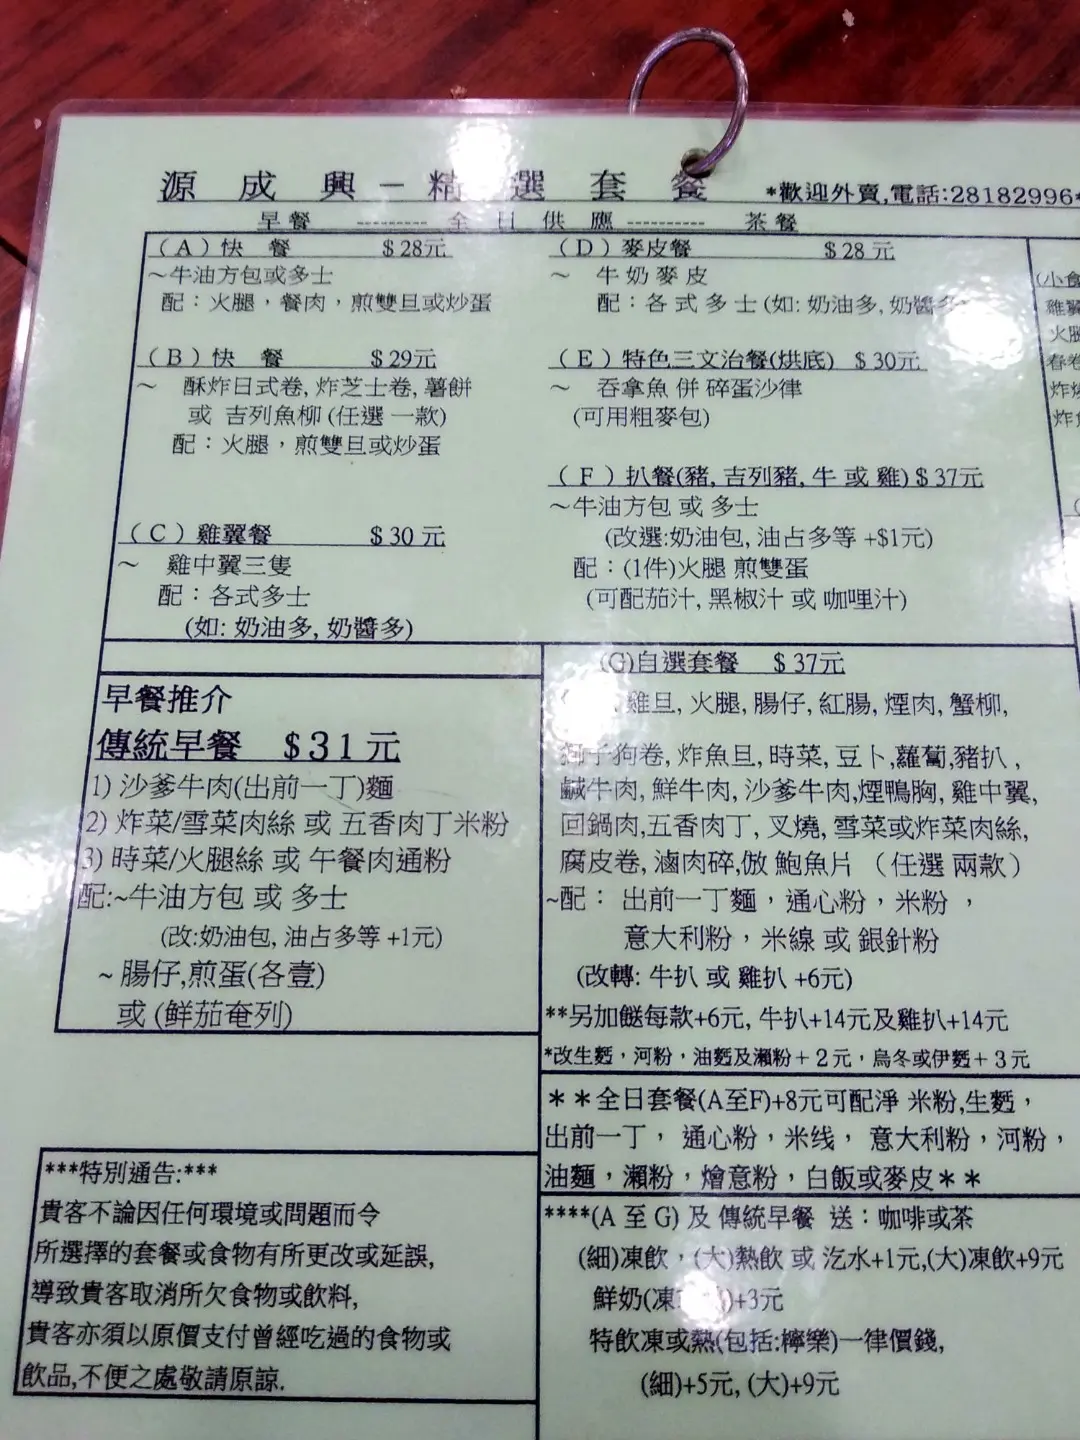 源 成 興 － 精 選 套 餐 *歡迎外賣,電話:28182996*
早餐 --------- 全 日 供 應 ---------- 茶餐
(A)快 餐 $28元
～牛油方包或多士
配：火腿，餐肉，煎雙旦或炒蛋
(B)快 餐 $29元
～ 酥炸日式卷, 炸芝士卷, 薯餅
或 吉列魚柳 (任選 一款)
配：火腿，煎雙旦或炒蛋
(C)雞翼餐 $30 元
～ 雞中翼三隻
配：各式多士
(如: 奶油多, 奶醬多)
(D)麥皮餐 $28 元
～ 牛 奶 麥 皮
配：各 式 多 士 (如: 奶油多, 奶醬多)
(E)特色三文治餐(烘底) $30元
～ 吞拿魚 併 碎蛋沙律
(可用粗麥包)
(F)扒餐(豬, 吉列豬, 牛 或 雞) $37元
～牛油方包 或 多士
(改選:奶油包, 油占多等 +$1元)
配：(1件)火腿 煎雙蛋
(可配茄汁, 黑椒汁 或 咖哩汁)
(小食
雞翼
火腿
春卷
炸
炸魚
早餐推介
傳統早餐 $31元
1) 沙爹牛肉(出前一丁)麵
2) 炸菜/雪菜肉絲 或 五香肉丁米粉
3) 時菜/火腿絲 或 午餐肉通粉
配:~牛油方包 或 多士
(改:奶油包, 油占多等 +1元)
~ 腸仔,煎蛋(各壹)
或 (鮮茄奄列)
(G)自選套餐 $37元
雞旦, 火腿, 腸仔, 紅腸, 煙肉, 蟹柳,
獅子狗卷, 炸魚旦, 時菜, 豆卜,蘿蔔,豬扒,
鹹牛肉, 鮮牛肉, 沙爹牛肉,煙鴨胸, 雞中翼,
回鍋肉,五香肉丁, 叉燒, 雪菜或炸菜肉絲,
腐皮卷, 滷肉碎,倣 鮑魚片 （任選 兩款）
~配： 出前一丁麵，通心粉，米粉，
意大利粉，米線 或 銀針粉
(改轉: 牛扒 或 雞扒 +6元)
**另加餸每款+6元, 牛扒+14元及雞扒+14元
*改生麪，河粉，油麪及瀨粉＋２元，烏冬或伊麪＋３元
＊＊全日套餐(A至F)+8元可配淨 米粉,生麪，
出前一丁， 通心粉，米线， 意大利粉，河粉，
油麵，瀨粉，燴意粉，白飯或麥皮＊＊
****(A 至 G) 及 傳統早餐 送：咖啡或茶
(細)凍飲，(大)熱飲 或 汽水+1元,(大)凍飲+9元
鮮奶(凍 )+3元
特飲凍或熱(包括:檸樂)一律價錢,
(細)+5元, (大)+9元
***特別通告:***
貴客不論因任何環境或問題而令
所選擇的套餐或食物有所更改或延誤,
導致貴客取消所欠食物或飲料,
貴客亦須以原價支付曾經吃過的食物或
飲品,不便之處敬請原諒.